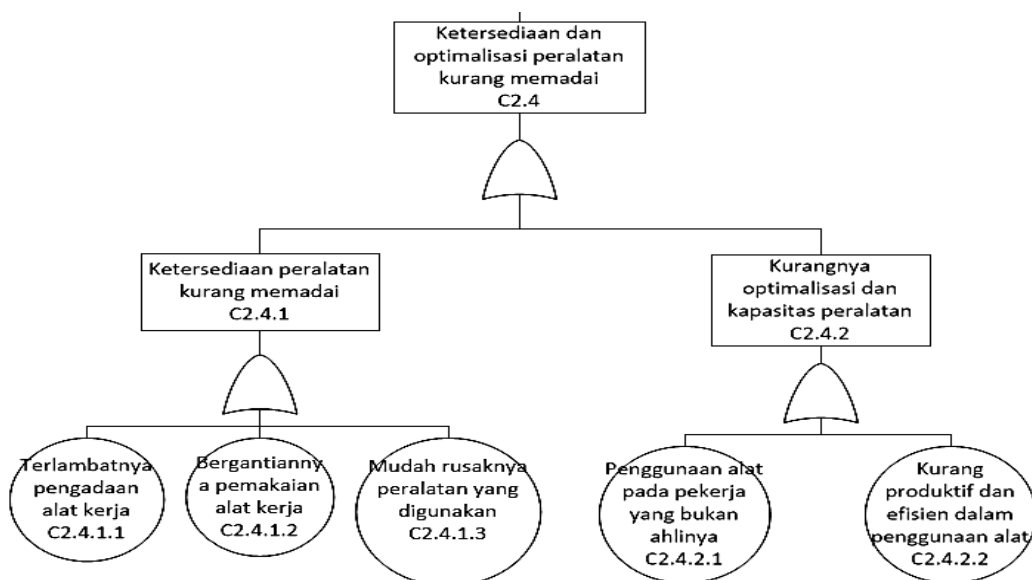 Ketersediaan dan
optimalisasi peralatan
kurang memadai
C2.4
Ketersediaan peralatan
kurang memadai
C2.4.1
Kurangnya
optimalisasi dan
kapasitas peralatan
C2.4.2
Terlambatnya
pengadaan
alat kerja
C2.4.1.1
Bergantianny
a pemakaian
alat kerja
C2.4.1.2
Mudah rusaknya
peralatan yang
digunakan
C2.4.1.3
Penggunaan alat
pada pekerja
yang bukan
ahlinya
C2.4.2.1
Kurang
produktif dan
efisien dalam
penggunaan alat
C2.4.2.2